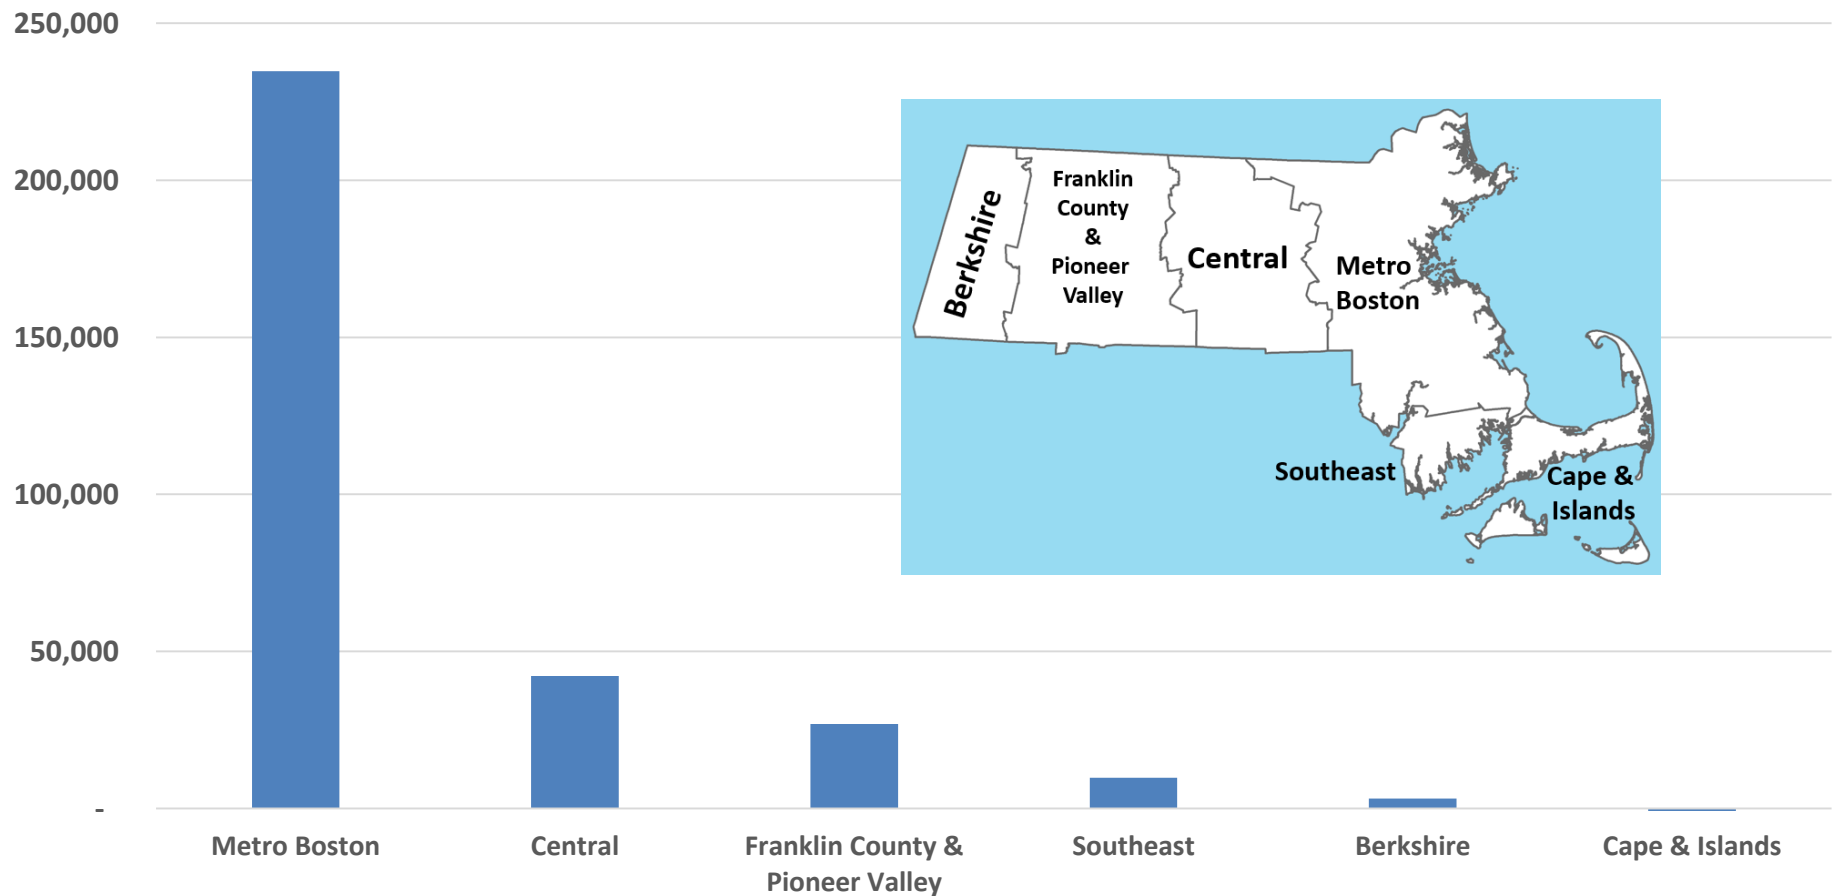 250,000
200,000
150,000
100,000
50,000
-
Berkshire
Franklin
County
&
Pioneer
Valley
Central
Metro
Boston
Southeast
Cape &
Islands
Metro Boston
Central
Franklin County &
Pioneer Valley
Southeast
Berkshire
Cape & Islands